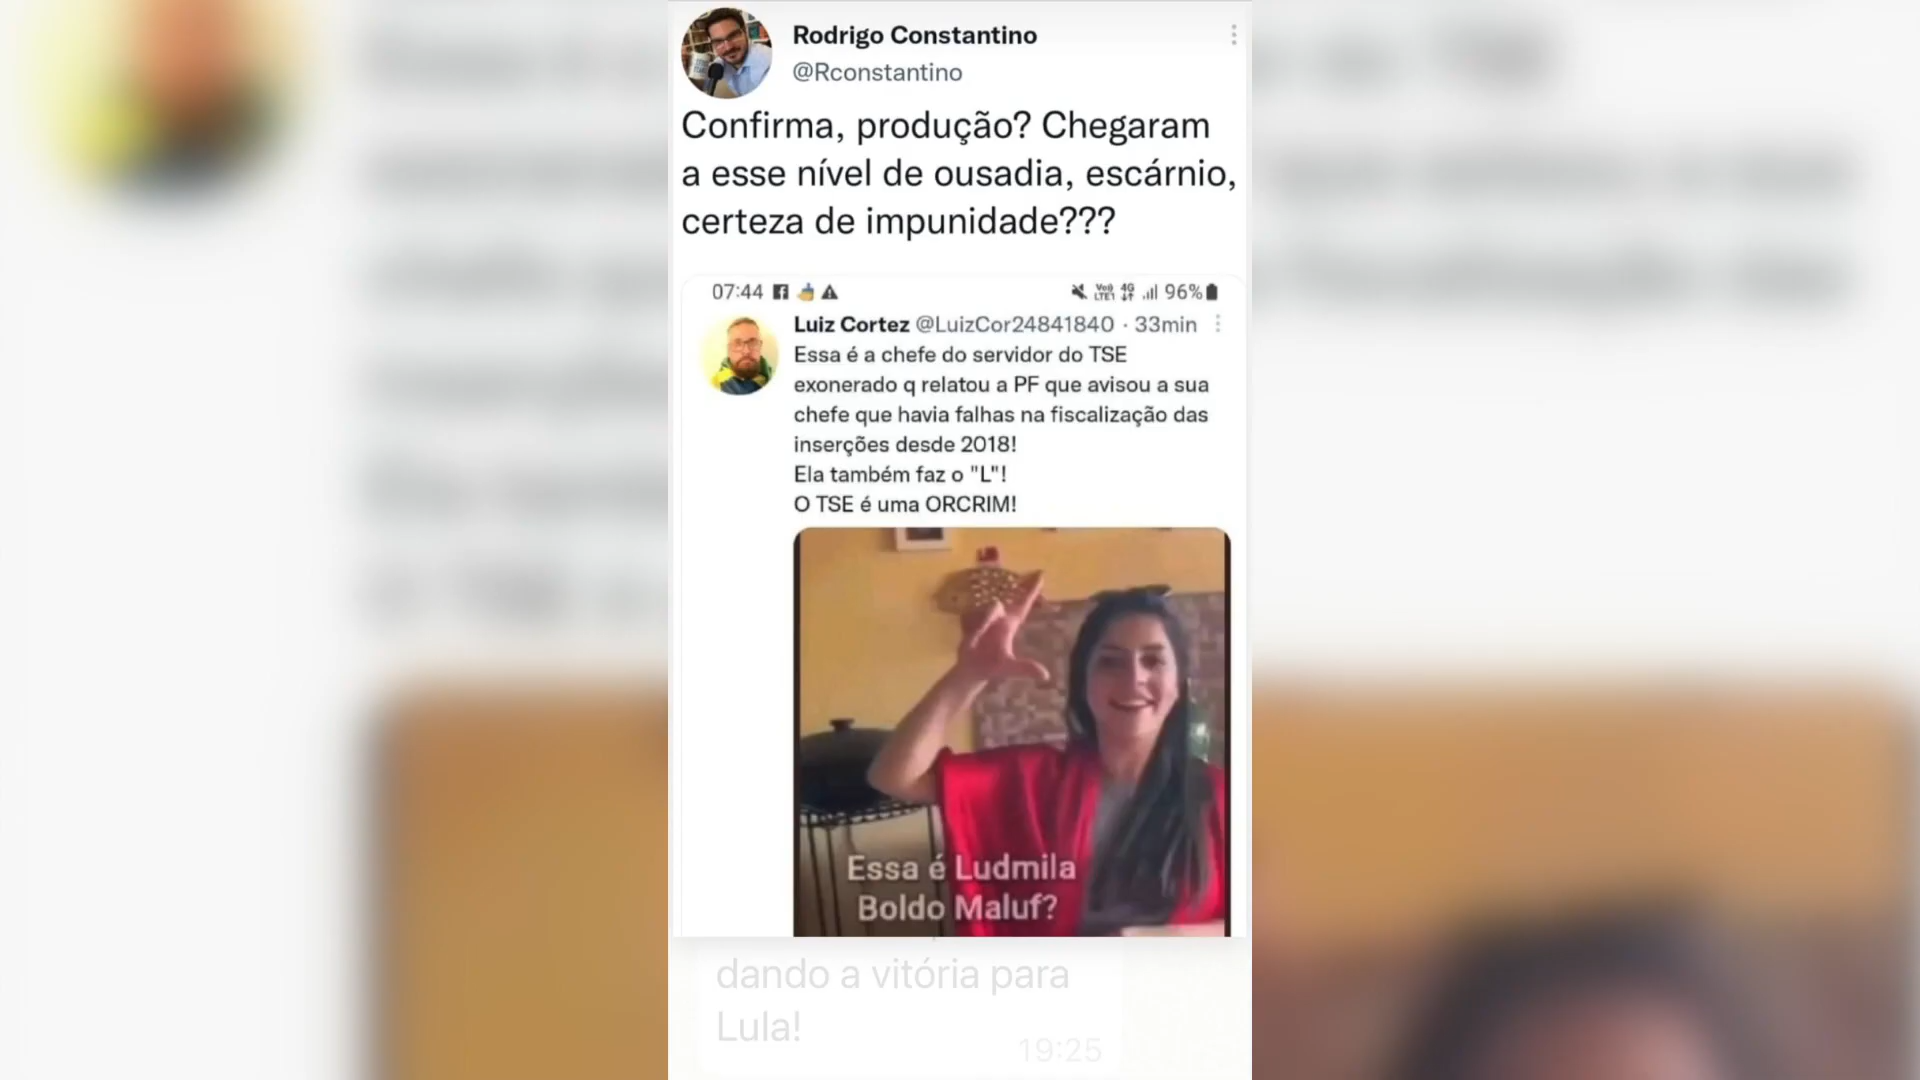 Rodrigo Constantino
@Rconstantino
Confirma, produção? Chegaram
a esse nível de ousadia, escárnio,
certeza de impunidade???
07:44
96%
Luiz Cortez @LuizCor24841840 · 33min
Essa é a chefe do servidor do TSE
exonerado q relatou a PF que avisou a sua
chefe que havia falhas na fiscalização das
inserções desde 2018!
Ela também faz o "L"!
O TSE é uma ORCRIM!
Essa é Ludmila
Boldo Maluf?
dando a vitória para
Lula!
19:25